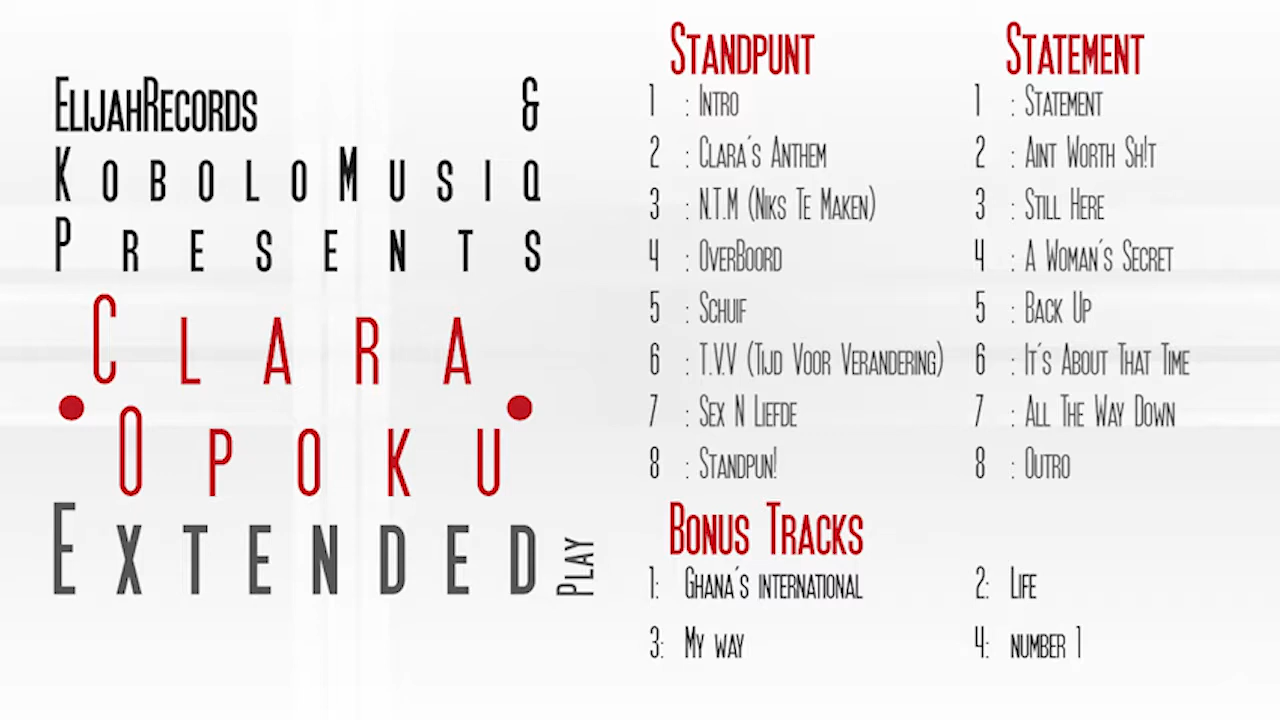 ElijahRecords &
KoboloMusiq
Presents
Clara
Opoku
Extended Play
Standpunt
1 : Intro
2 : Clara´s Anthem
3 : N.T.M (Niks Te Maken)
4 : OverBoord
5 : Schuif
6 : T.V.V (Tijd Voor Verandering)
7 : Sex N Liefde
8 : Standpun!
Statement
1 : Statement
2 : Aint Worth Sh!t
3 : Still Here
4 : A Woman´s Secret
5 : Back Up
6 : It´s About That Time
7 : All The Way Down
8 : Outro
Bonus Tracks
1: Ghana´s international
2: Life
3: My way
4: number 1